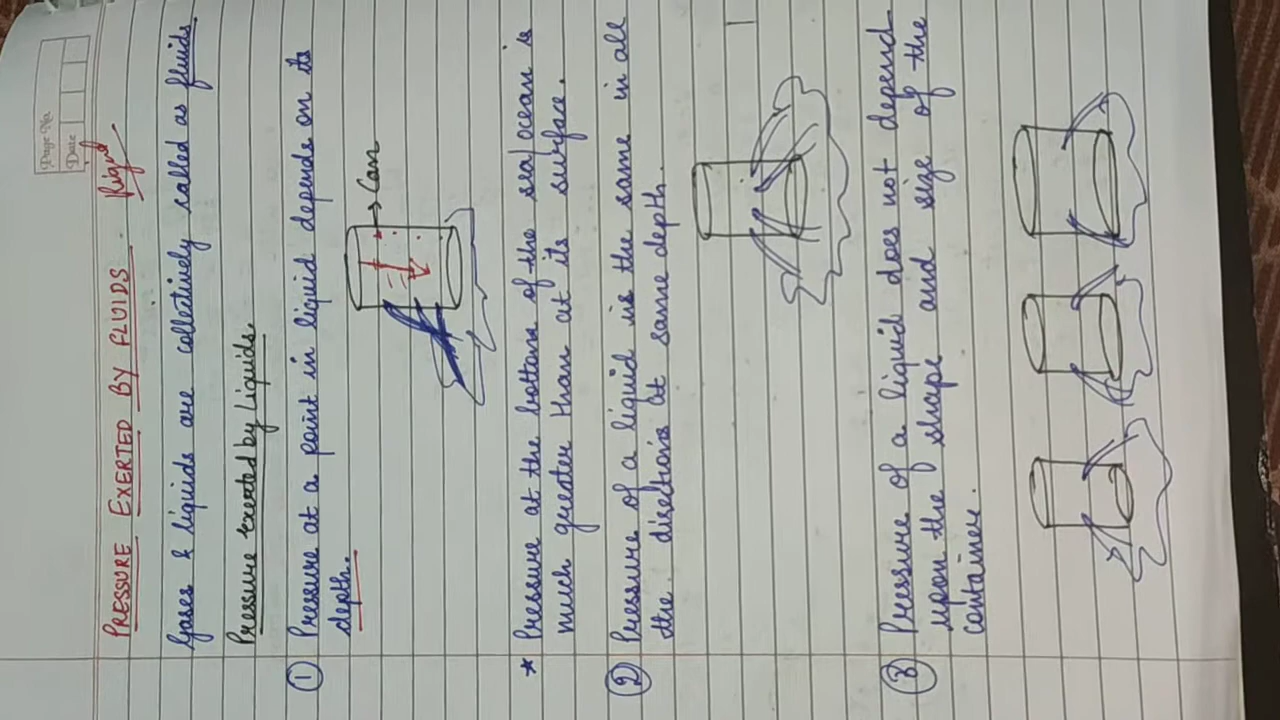 Page No.
Date
PRESSURE EXERTED BY FLUIDS
Gases & liquids are collectively called as fluids
Pressure exerted by Liquids.
① Pressure at a point in liquid depends on its
depth.
→ Can
* Pressure at the bottom of the sea/ocean is
much greater than at its surface.
② Pressure of a liquid is the same in all
the directions at same depth.
③ Pressure of a liquid does not depend
upon the shape and size of the
container.